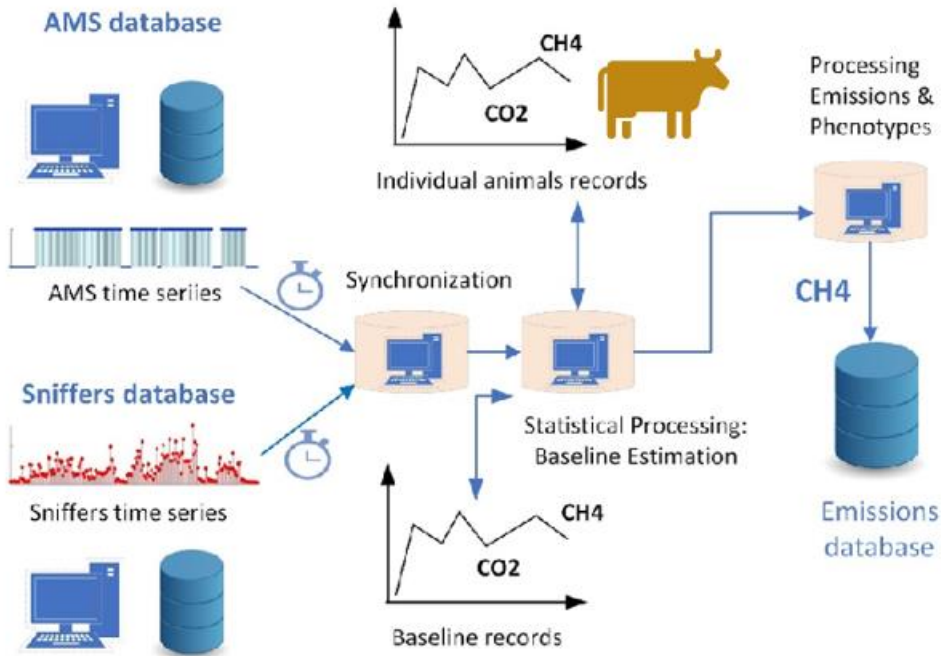 AMS database
CH4
CO2
Individual animals records
Processing
Emissions &
Phenotypes
AMS time seriies
Synchronization
CH4
Sniffers database
Statistical Processing:
Baseline Estimation
Sniffers time series
CH4
CO2
Baseline records
Emissions
database